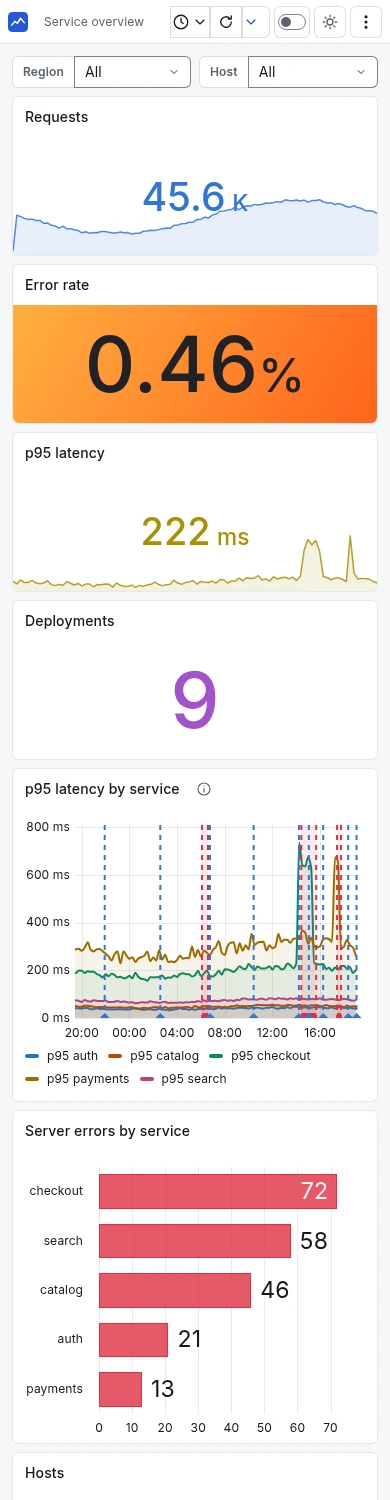 Service overview
Region All Host All
Requests
45.6 K
Error rate
0.46%
p95 latency
222 ms
Deployments
9
p95 latency by service
800 ms
600 ms
400 ms
200 ms
0 ms
20:00 00:00 04:00 08:00 12:00 16:00
p95 auth p95 catalog p95 checkout
p95 payments p95 search
Server errors by service
checkout 72
search 58
catalog 46
auth 21
payments 13
0 10 20 30 40 50 60 70
Hosts